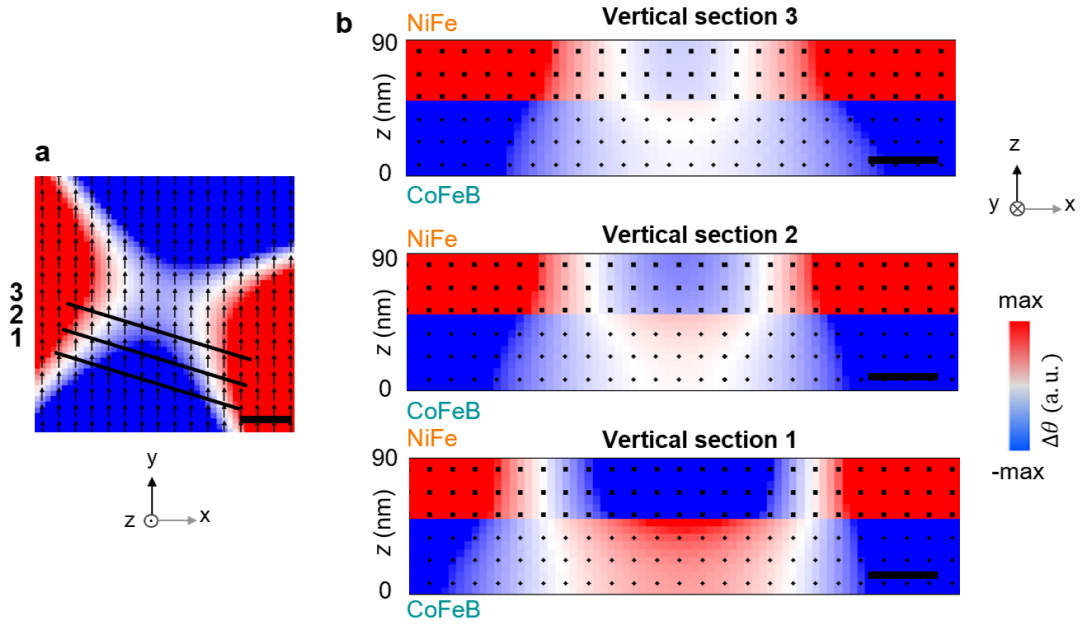 a
3
2
1
y
z
x
b
NiFe
Vertical section 3
90
z (nm)
0
CoFeB
NiFe
Vertical section 2
90
z (nm)
0
CoFeB
NiFe
Vertical section 1
90
z (nm)
0
CoFeB
z
y
x
max
Δθ (a. u.)
-max